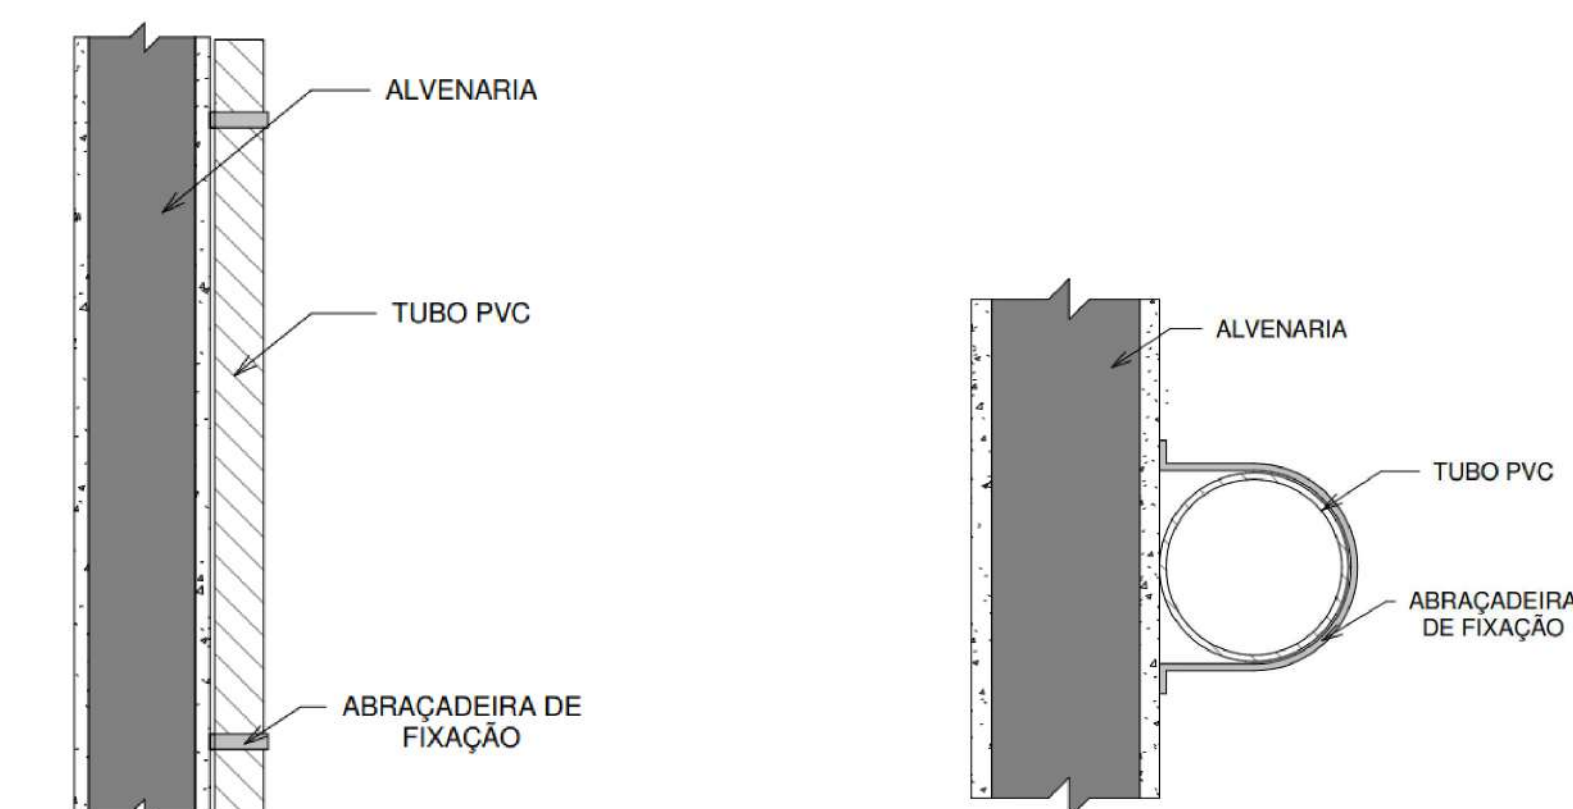 ALVENARIA
TUBO PVC
ABRAÇADEIRA DE
FIXAÇÃO
ALVENARIA
TUBO PVC
ABRAÇADEIRA
DE FIXAÇÃO